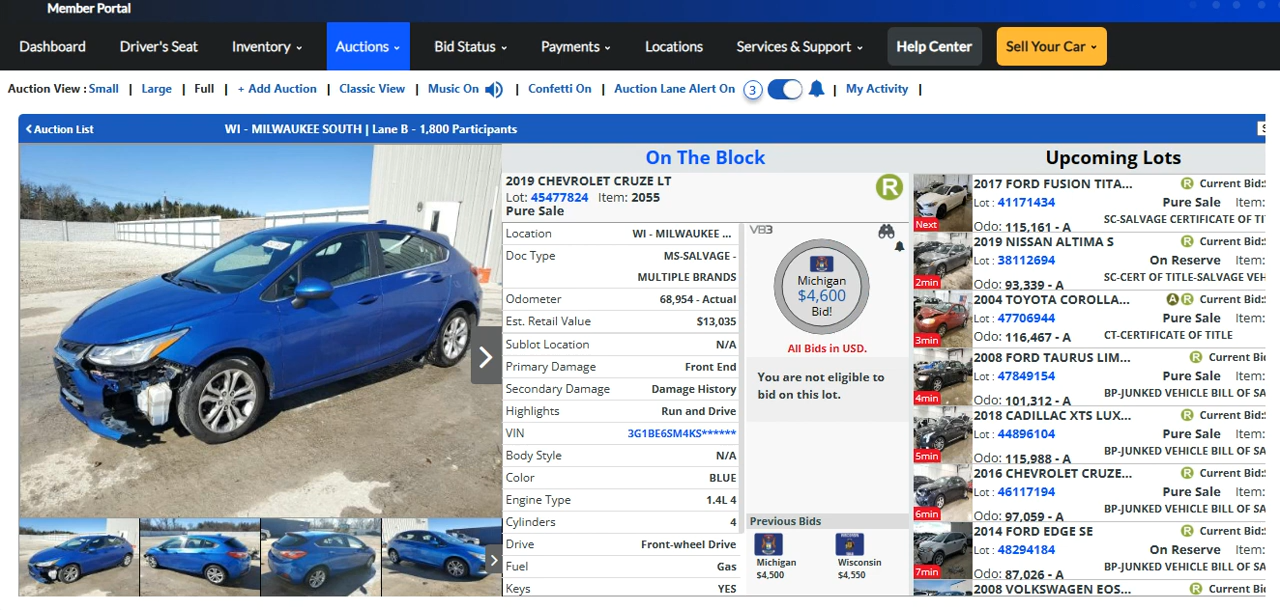 Member Portal
Dashboard Driver's Seat Inventory Auctions Bid Status Payments Locations Services & Support Help Center Sell Your Car
Auction View : Small | Large | Full | + Add Auction | Classic View | Music On | Confetti On | Auction Lane Alert On 3 | My Activity |
Auction List WI - MILWAUKEE SOUTH | Lane B - 1,800 Participants
On The Block
2019 CHEVROLET CRUZE LT
Lot: 45477824 Item: 2055
Pure Sale
R
Location WI - MILWAUKEE ...
Doc Type MS-SALVAGE -
MULTIPLE BRANDS
Odometer 68,954 - Actual
Est. Retail Value $13,035
Sublot Location N/A
Primary Damage Front End
Secondary Damage Damage History
Highlights Run and Drive
VIN 3G1BE6SM4KS******
Body Style N/A
Color BLUE
Engine Type 1.4L 4
Cylinders 4
Drive Front-wheel Drive
Fuel Gas
Keys YES
VB3
Michigan
$4,600
Bid!
All Bids in USD.
You are not eligible to
bid on this lot.
Previous Bids
Michigan
$4,500
Wisconsin
$4,550
Upcoming Lots
2017 FORD FUSION TITA... R Current Bid:
Lot : 41171434 Pure Sale Item:
SC-SALVAGE CERTIFICATE OF TI
Next Odo: 115,161 - A
2019 NISSAN ALTIMA S R Current Bid:
Lot : 38112694 On Reserve Item:
SC-CERT OF TITLE-SALVAGE VEH
2min Odo: 93,339 - A
2004 TOYOTA COROLLA... A R Current Bid:
Lot : 47706944 Pure Sale Item:
CT-CERTIFICATE OF TITLE
3min Odo: 116,467 - A
2008 FORD TAURUS LIM... R Current Bi
Lot : 47849154 Pure Sale Item:
BP-JUNKED VEHICLE BILL OF SA
4min Odo: 101,312 - A
2018 CADILLAC XTS LUX... R Current Bid:
Lot : 44896104 Pure Sale Item:
BP-JUNKED VEHICLE BILL OF SA
5min Odo: 115,988 - A
2016 CHEVROLET CRUZE... R Current Bid:
Lot : 46117194 Pure Sale Item:
BP-JUNKED VEHICLE BILL OF SA
6min Odo: 97,059 - A
2014 FORD EDGE SE R Current Bid:
Lot : 48294184 On Reserve Item:
BP-JUNKED VEHICLE BILL OF SA
7min Odo: 87,026 - A
2008 VOLKSWAGEN EOS... R Current Bi